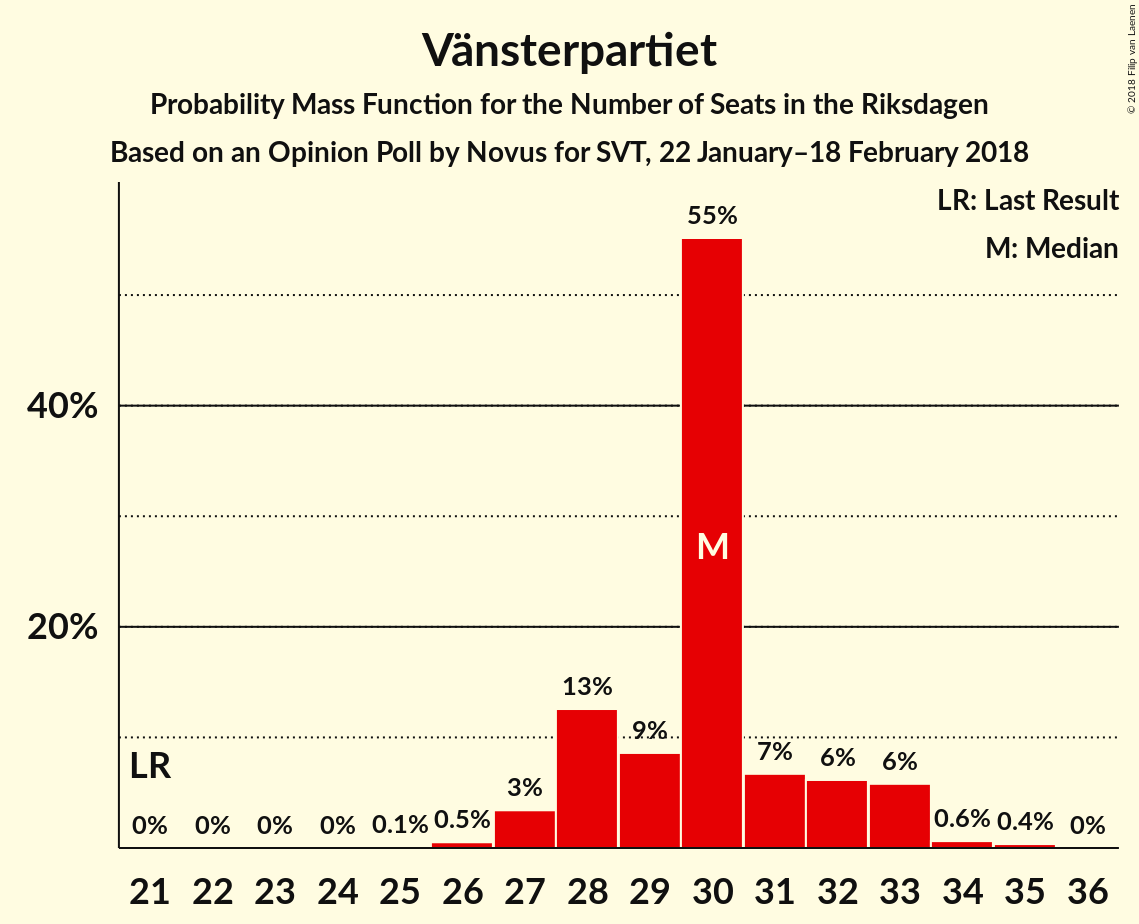 Vänsterpartiet
Probability Mass Function for the Number of Seats in the Riksdagen
Based on an Opinion Poll by Novus for SVT, 22 January–18 February 2018
© 2018 Filip van Laenen
LR: Last Result
M: Median
55%
40%
M
20%
13%
9%
7%
6%
6%
LR
3%
0%
0%
0%
0%
0.1%
0.5%
0.6%
0.4%
0%
21 22 23 24 25 26 27 28 29 30 31 32 33 34 35 36